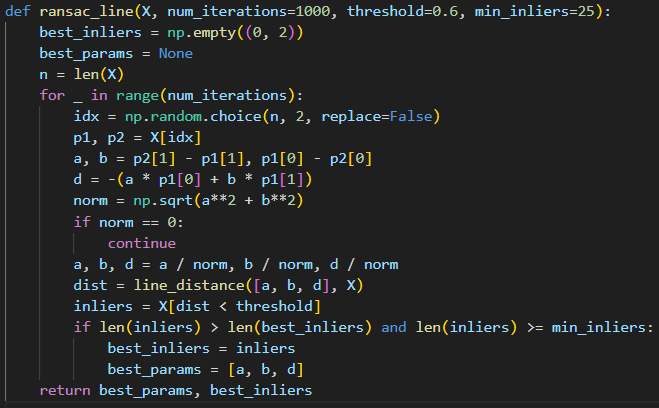 def ransac_line(X, num_iterations=1000, threshold=0.6, min_inliers=25):
    best_inliers = np.empty((0, 2))
    best_params = None
    n = len(X)
    for _ in range(num_iterations):
        idx = np.random.choice(n, 2, replace=False)
        p1, p2 = X[idx]
        a, b = p2[1] - p1[1], p1[0] - p2[0]
        d = -(a * p1[0] + b * p1[1])
        norm = np.sqrt(a**2 + b**2)
        if norm == 0:
            continue
        a, b, d = a / norm, b / norm, d / norm
        dist = line_distance([a, b, d], X)
        inliers = X[dist < threshold]
        if len(inliers) > len(best_inliers) and len(inliers) >= min_inliers:
            best_inliers = inliers
            best_params = [a, b, d]
    return best_params, best_inliers